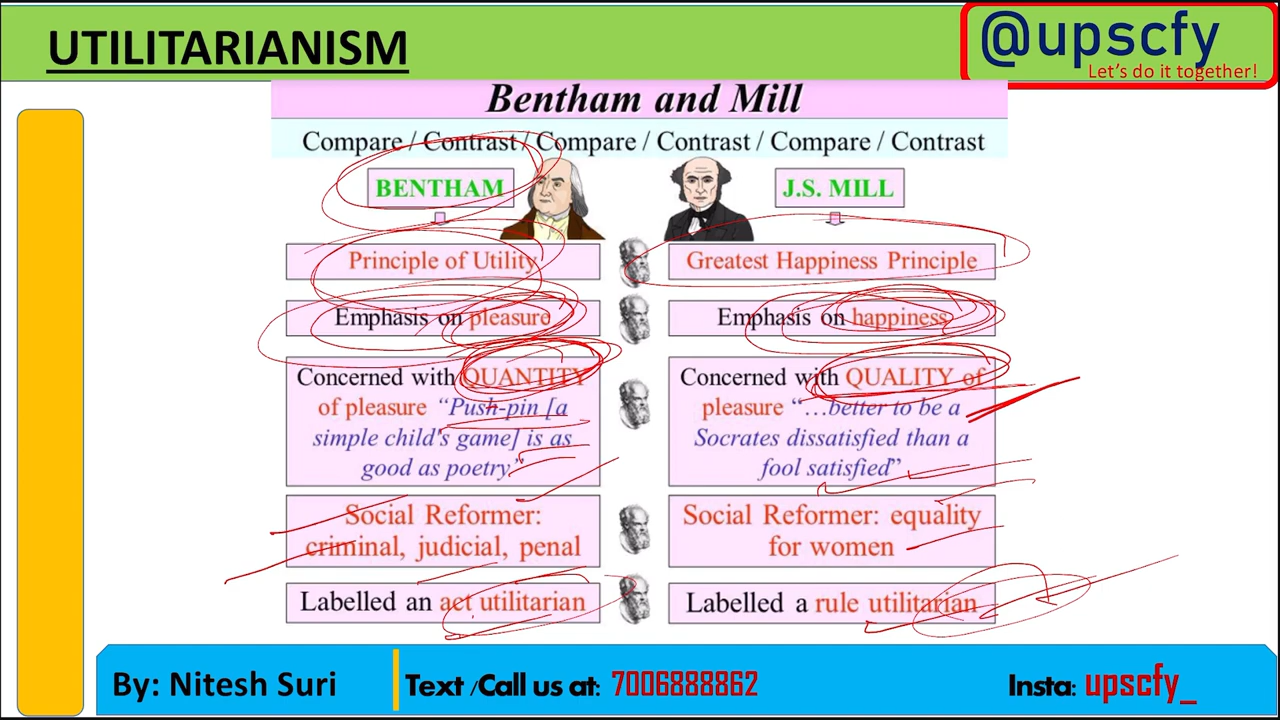 UTILITARIANISM
@upscfy
Let's do it together!
Bentham and Mill
Compare / Contrast / Compare / Contrast / Compare / Contrast
BENTHAM
J.S. MILL
Principle of Utility
Greatest Happiness Principle
Emphasis on pleasure
Emphasis on happiness
Concerned with QUANTITY
of pleasure “Push-pin [a
simple child's game] is as
good as poetry”
Concerned with QUALITY of
pleasure “…better to be a
Socrates dissatisfied than a
fool satisfied”
Social Reformer:
criminal, judicial, penal
Social Reformer: equality
for women
Labelled an act utilitarian
Labelled a rule utilitarian
By: Nitesh Suri
Text /Call us at: 7006888862
Insta: upscfy_